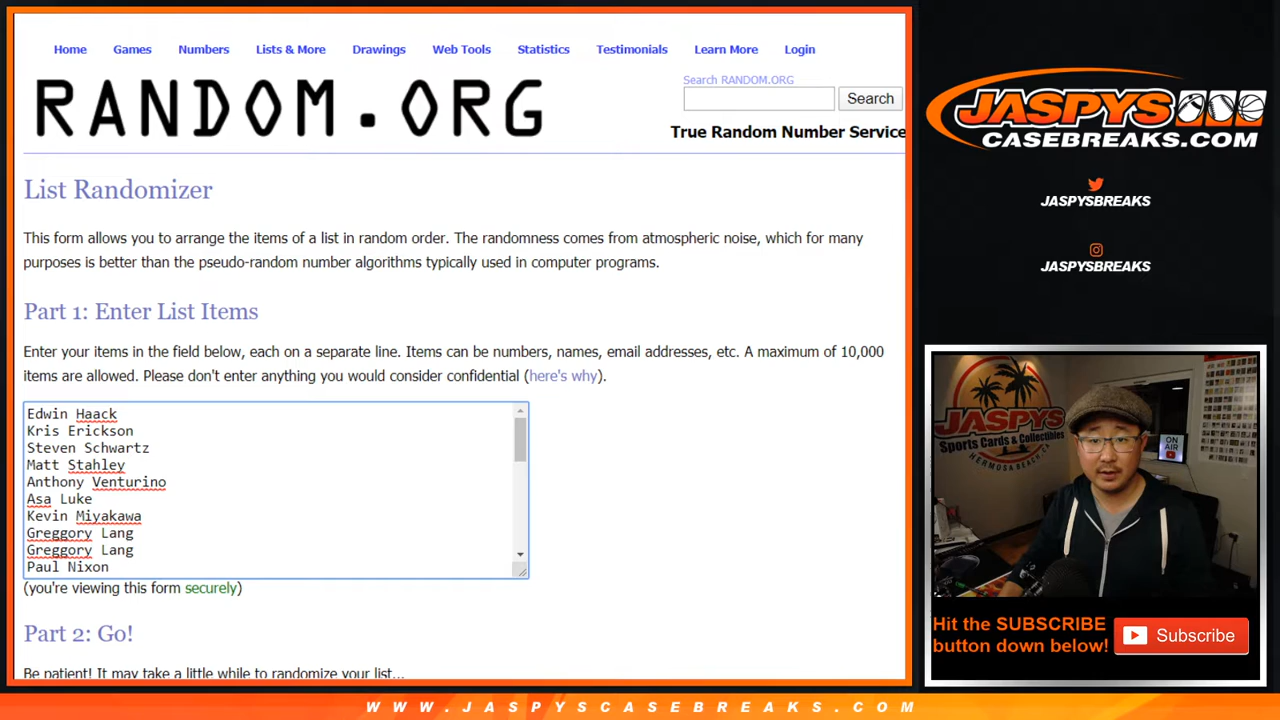 Home Games Numbers Lists & More Drawings Web Tools Statistics Testimonials Learn More Login
RANDOM.ORG
Search RANDOM.ORG
Search
True Random Number Service
List Randomizer
This form allows you to arrange the items of a list in random order. The randomness comes from atmospheric noise, which for many
purposes is better than the pseudo-random number algorithms typically used in computer programs.
Part 1: Enter List Items
Enter your items in the field below, each on a separate line. Items can be numbers, names, email addresses, etc. A maximum of 10,000
items are allowed. Please don't enter anything you would consider confidential (here's why).
Edwin Haack
Kris Erickson
Steven Schwartz
Matt Stahley
Anthony Venturino
Asa Luke
Kevin Miyakawa
Greggory Lang
Greggory Lang
Paul Nixon
(you're viewing this form securely)
Part 2: Go!
Be patient! It may take a little while to randomize your list...
JASPYS
CASEBREAKS.COM
JASPYSBREAKS
JASPYSBREAKS
JASPYS
Sports Cards & Collectibles
HERMOSA BEACH, CA
ON AIR
Hit the SUBSCRIBE
button down below!
Subscribe
WWW.JASPYSCASEBREAKS.COM